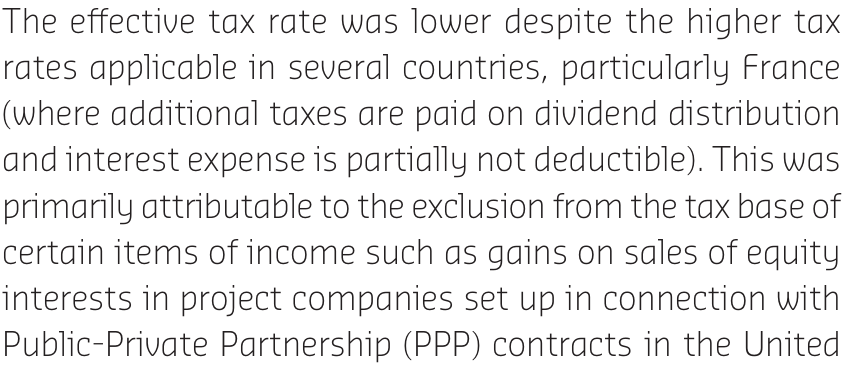 The effective tax rate was lower despite the higher tax
rates applicable in several countries, particularly France
(where additional taxes are paid on dividend distribution
and interest expense is partially not deductible). This was
primarily attributable to the exclusion from the tax base of
certain items of income such as gains on sales of equity
interests in project companies set up in connection with
Public-Private Partnership (PPP) contracts in the United